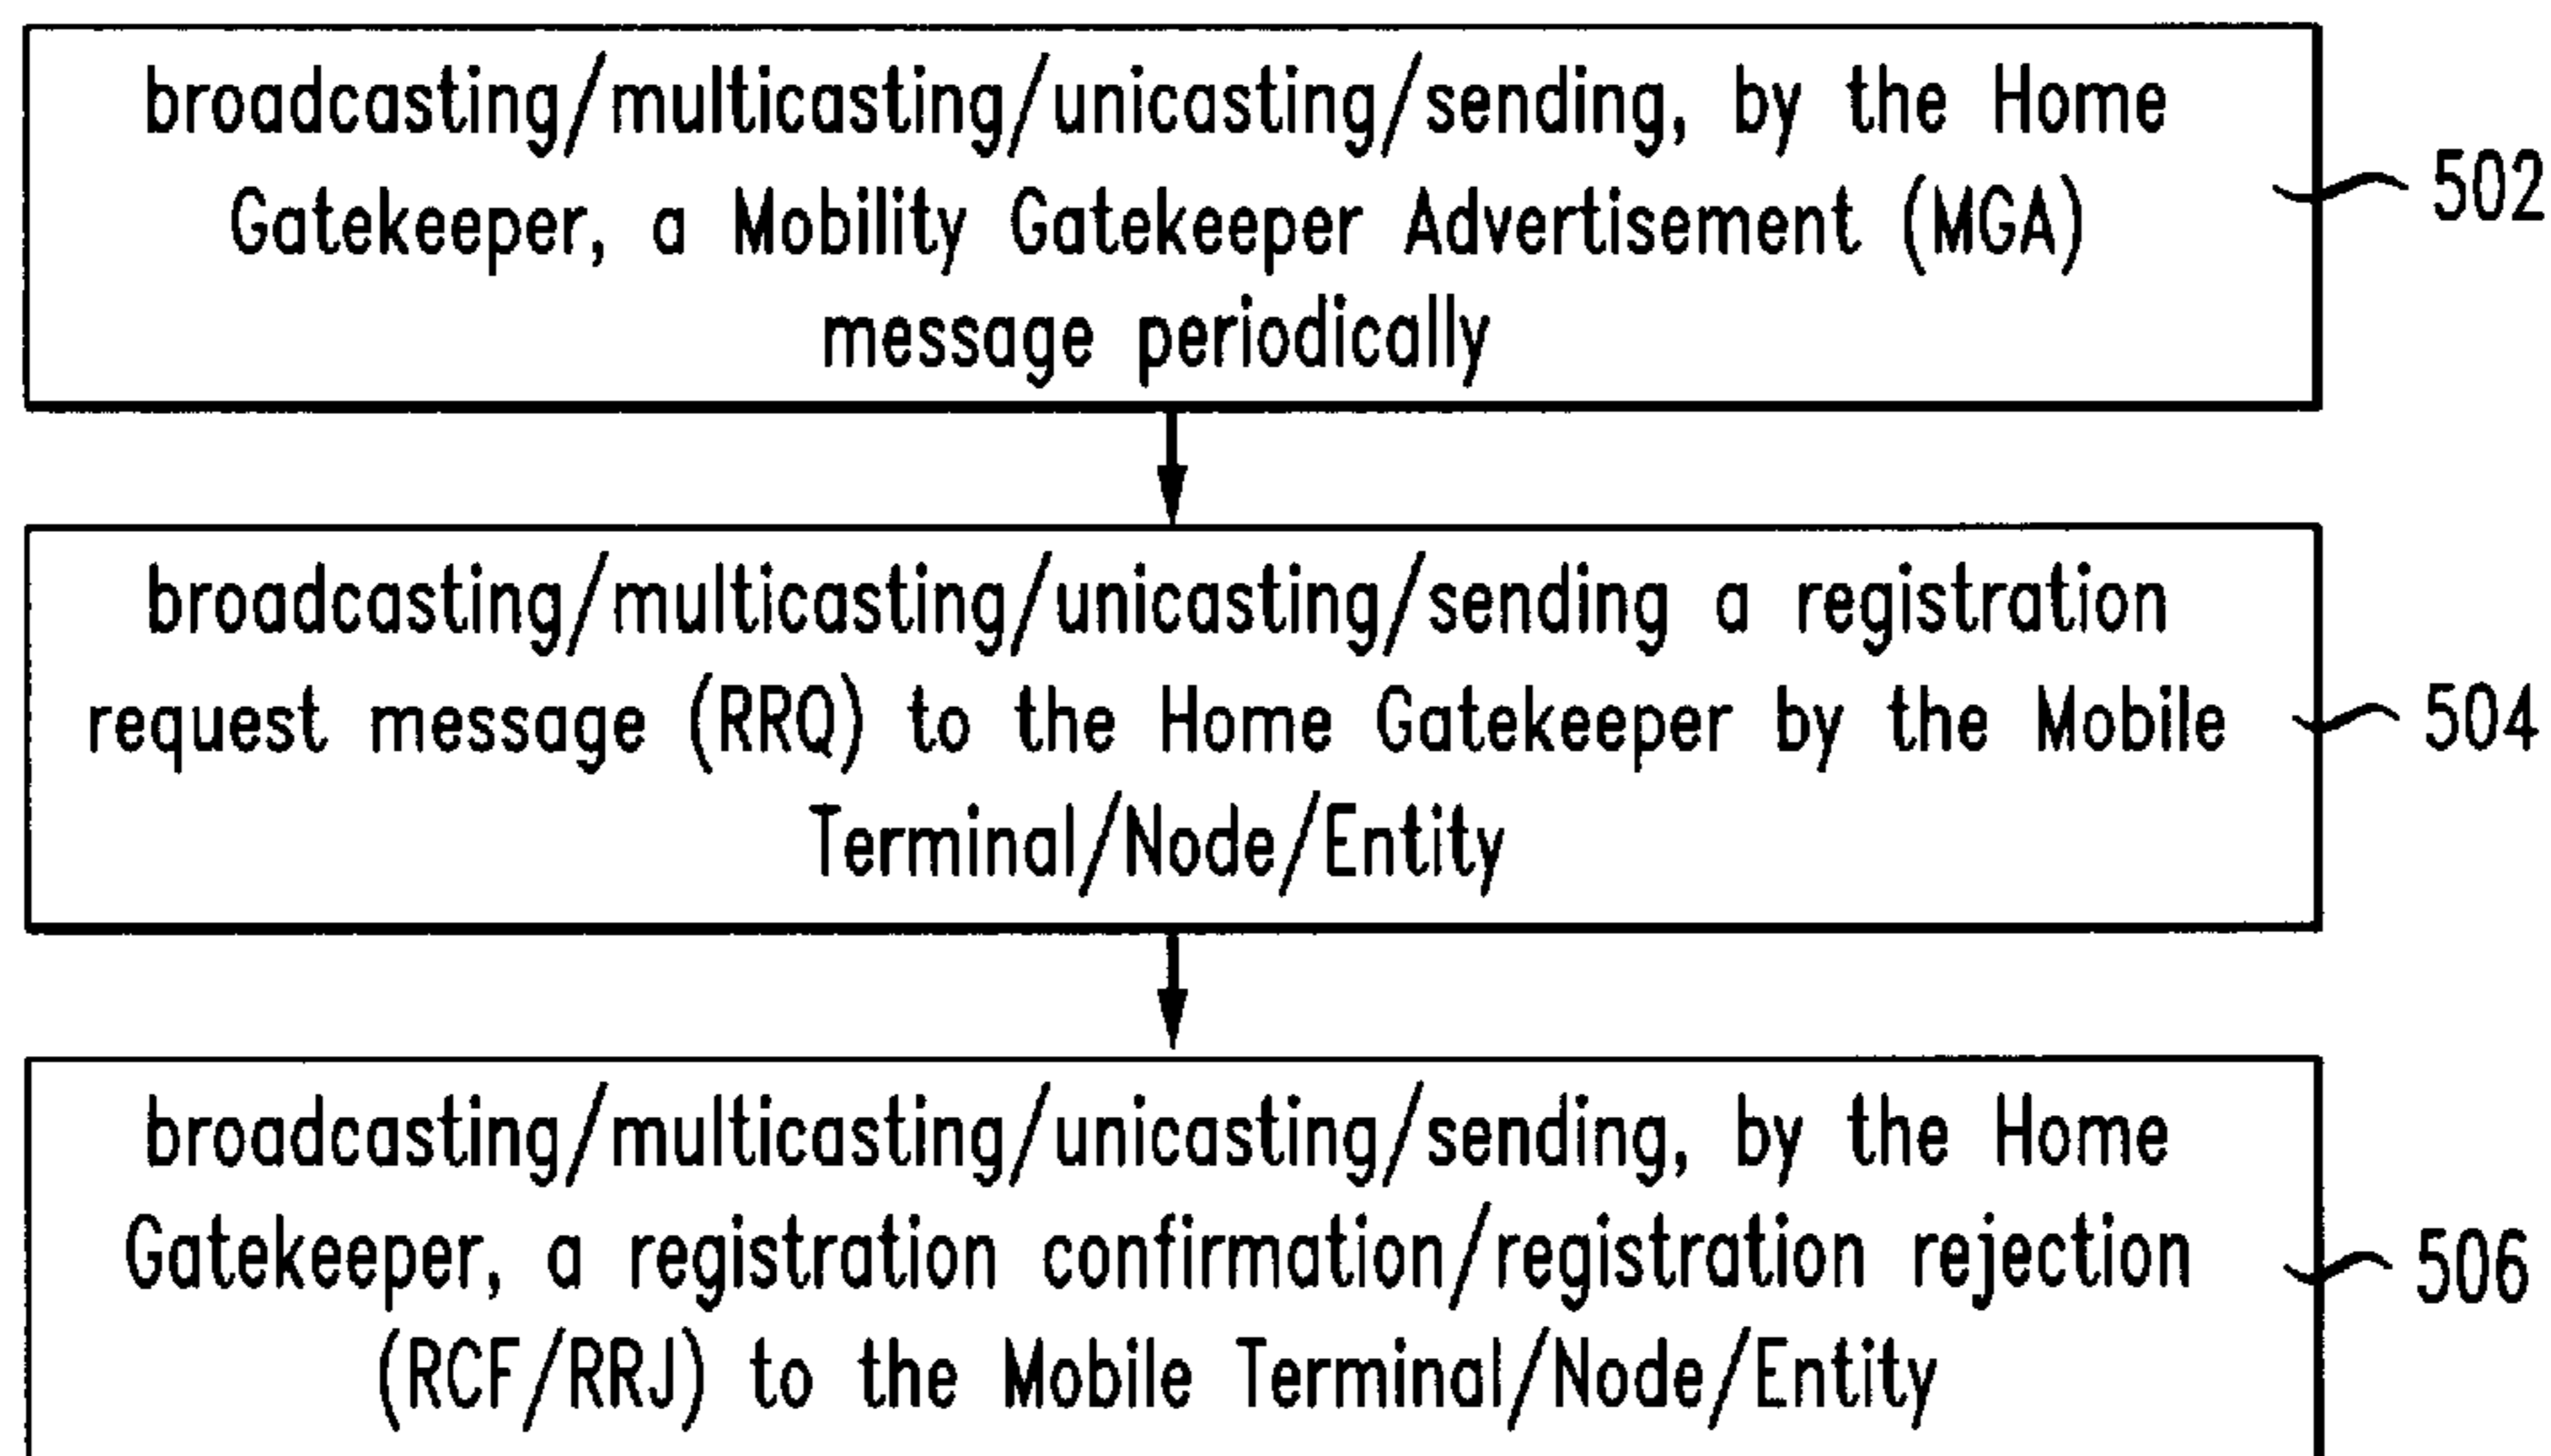 broadcasting/multicasting/unicasting/sending, by the Home
Gatekeeper, a Mobility Gatekeeper Advertisement (MGA)
message periodically
502
broadcasting/multicasting/unicasting/sending a registration
request message (RRQ) to the Home Gatekeeper by the Mobile
Terminal/Node/Entity
504
broadcasting/multicasting/unicasting/sending, by the Home
Gatekeeper, a registration confirmation/registration rejection
(RCF/RRJ) to the Mobile Terminal/Node/Entity
506